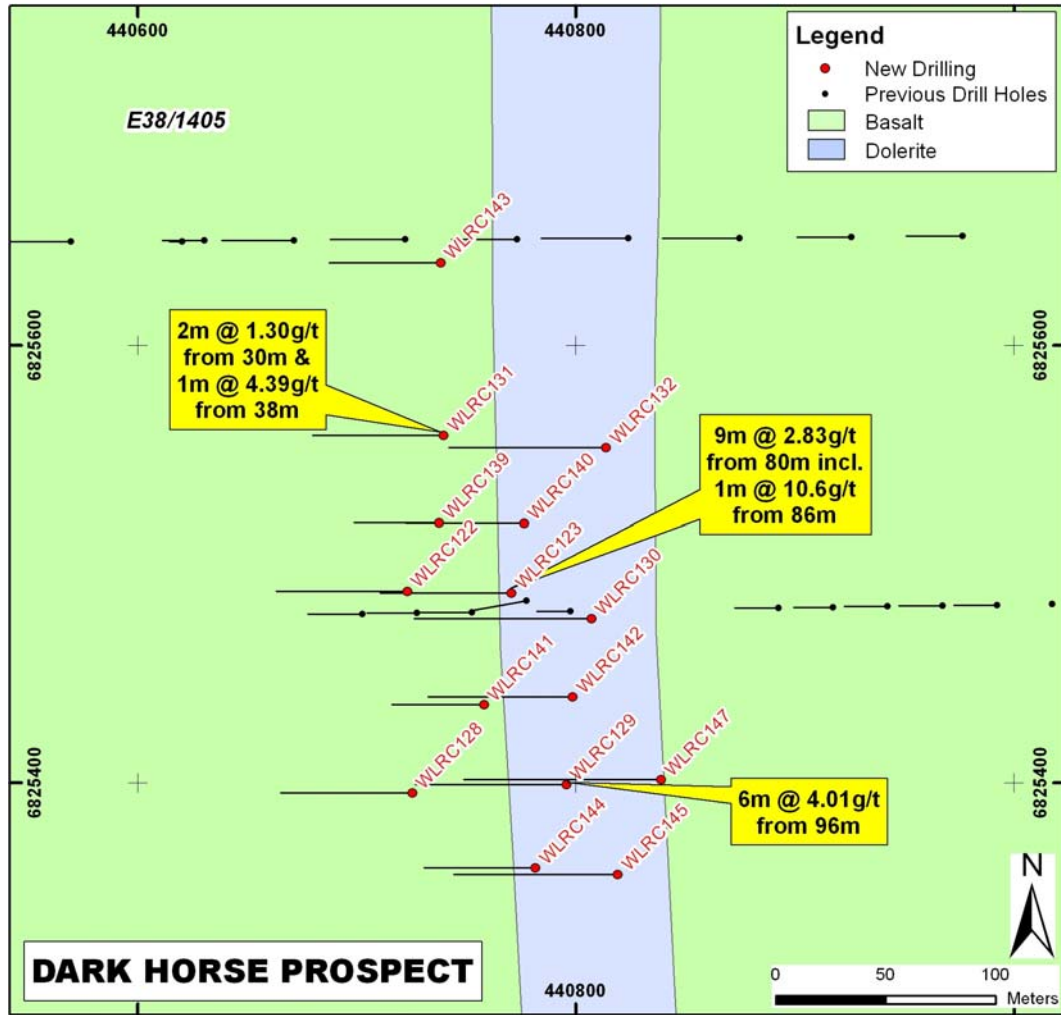 440600
440800
Legend
New Drilling
Previous Drill Holes
Basalt
Dolerite
E38/1405
WLRC143
6825600
6825600
2m @ 1.30g/t
from 30m &
1m @ 4.39g/t
from 38m
WLRC131
WLRC132
9m @ 2.83g/t
from 80m incl.
1m @ 10.6g/t
from 86m
WLRC139
WLRC140
WLRC122
WLRC123
WLRC130
WLRC141
WLRC142
WLRC128
WLRC129
WLRC147
6825400
6825400
6m @ 4.01g/t
from 96m
WLRC144
WLRC145
N
DARK HORSE PROSPECT
440800
0 50 100
Meters